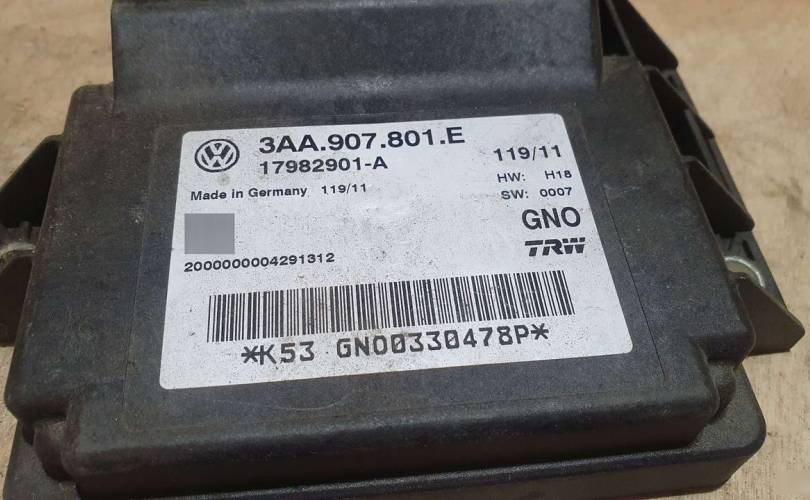 3AA.907.801.E
17982901-A
119/11
HW: H18
Made in Germany 119/11
SW: 0007
GNO
TRW
2000000004291312
*K53 GNO0330478P*